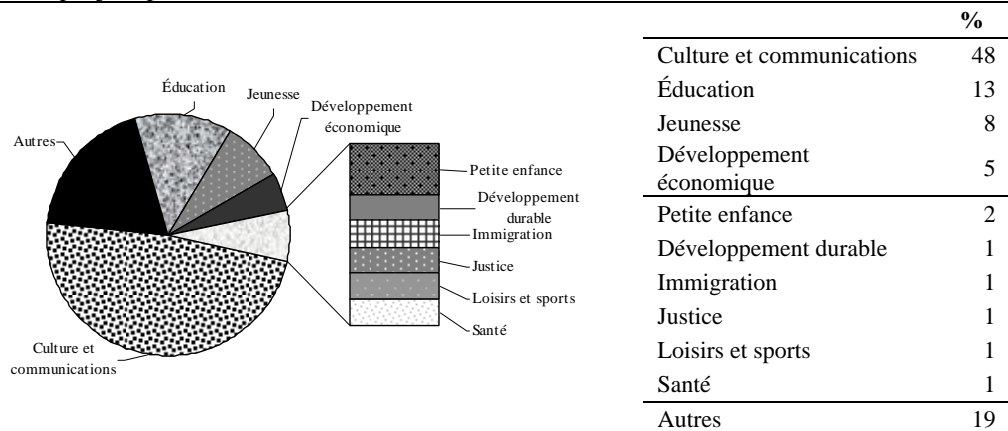 Éducation
Jeunesse
Développement
économique
Autres
Petite enfance
Développement
durable
Immigration
Justice
Loisirs et sports
Santé
Culture et
communications
%
Culture et communications 48
Éducation 13
Jeunesse 8
Développement
économique 5
Petite enfance 2
Développement durable 1
Immigration 1
Justice 1
Loisirs et sports 1
Santé 1
Autres 19